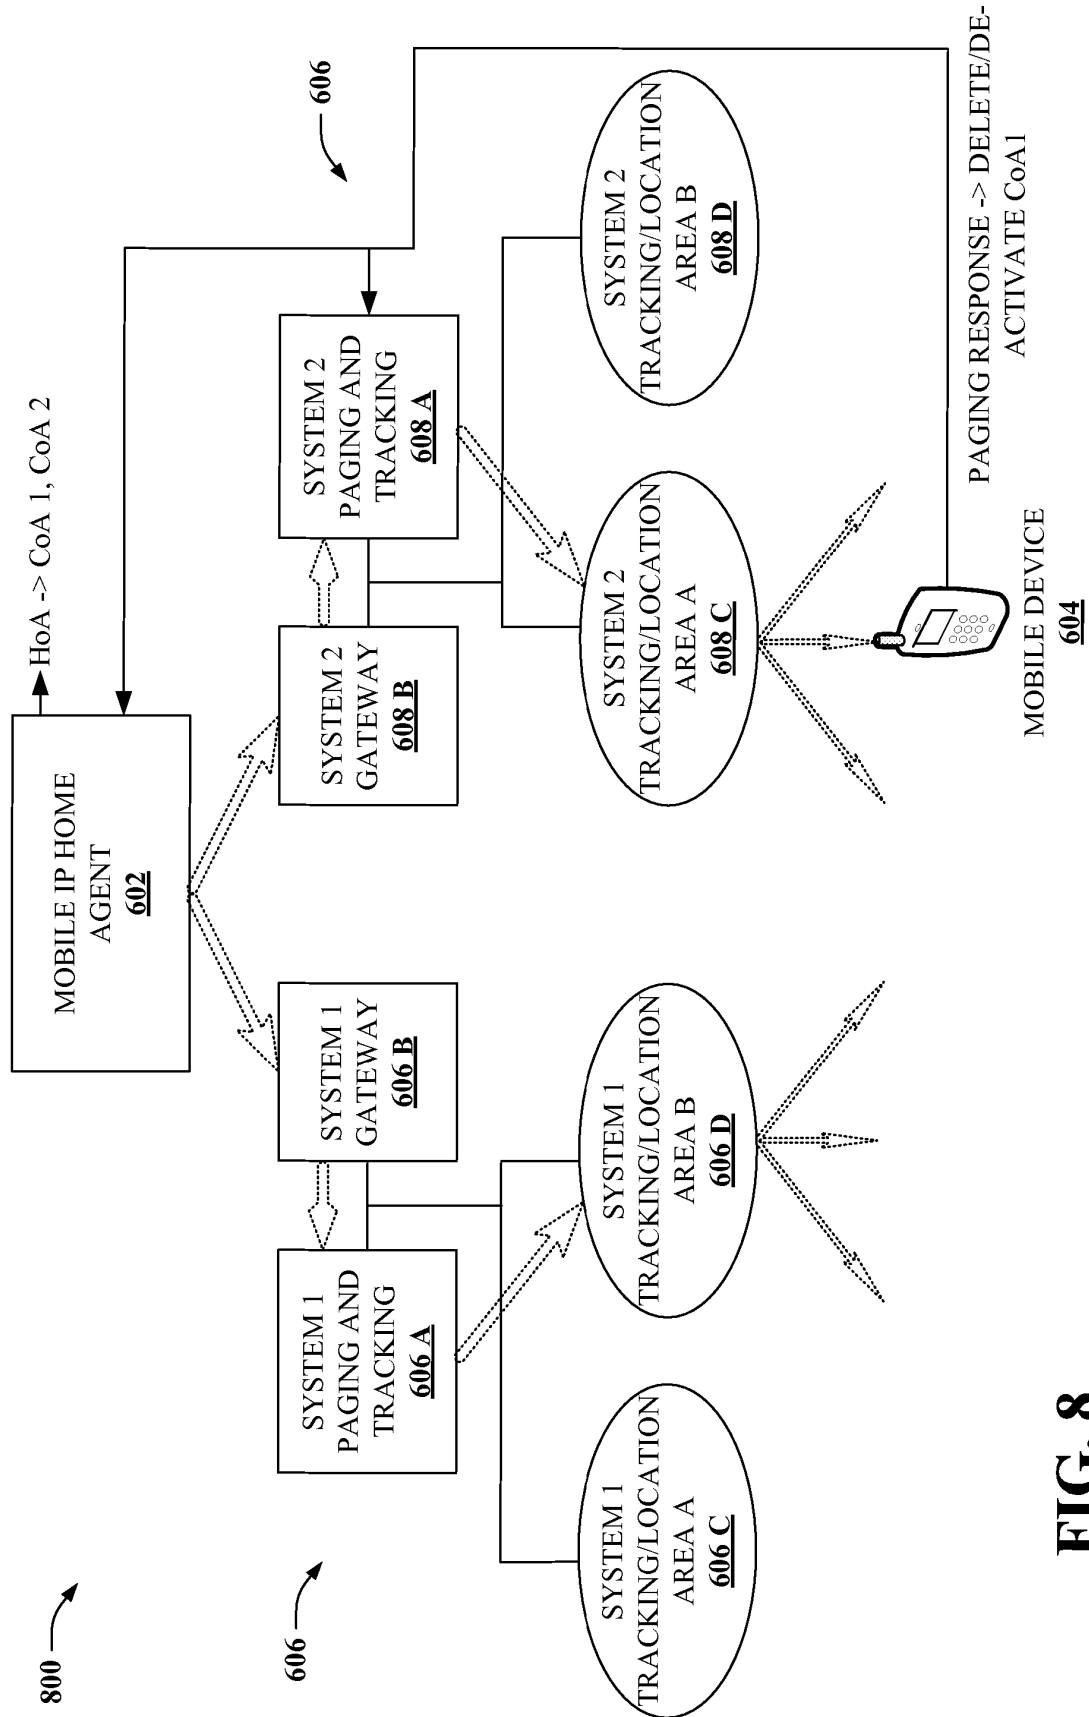 800
MOBILE IP HOME
AGENT
602
HoA -> CoA 1, CoA 2
606
606
SYSTEM 1
PAGING AND
TRACKING
606 A
SYSTEM 1
GATEWAY
606 B
SYSTEM 2
GATEWAY
608 B
SYSTEM 2
PAGING AND
TRACKING
608 A
SYSTEM 1
TRACKING/LOCATION
AREA A
606 C
SYSTEM 1
TRACKING/LOCATION
AREA B
606 D
SYSTEM 2
TRACKING/LOCATION
AREA A
608 C
SYSTEM 2
TRACKING/LOCATION
AREA B
608 D
PAGING RESPONSE -> DELETE/DE-
ACTIVATE CoA1
MOBILE DEVICE
604
FIG. 8